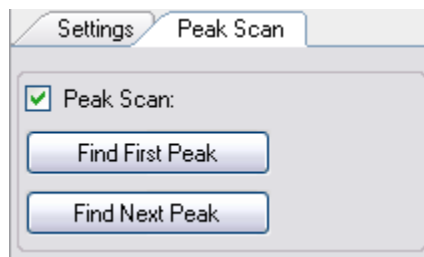 Settings Peak Scan
Peak Scan:
Find First Peak
Find Next Peak